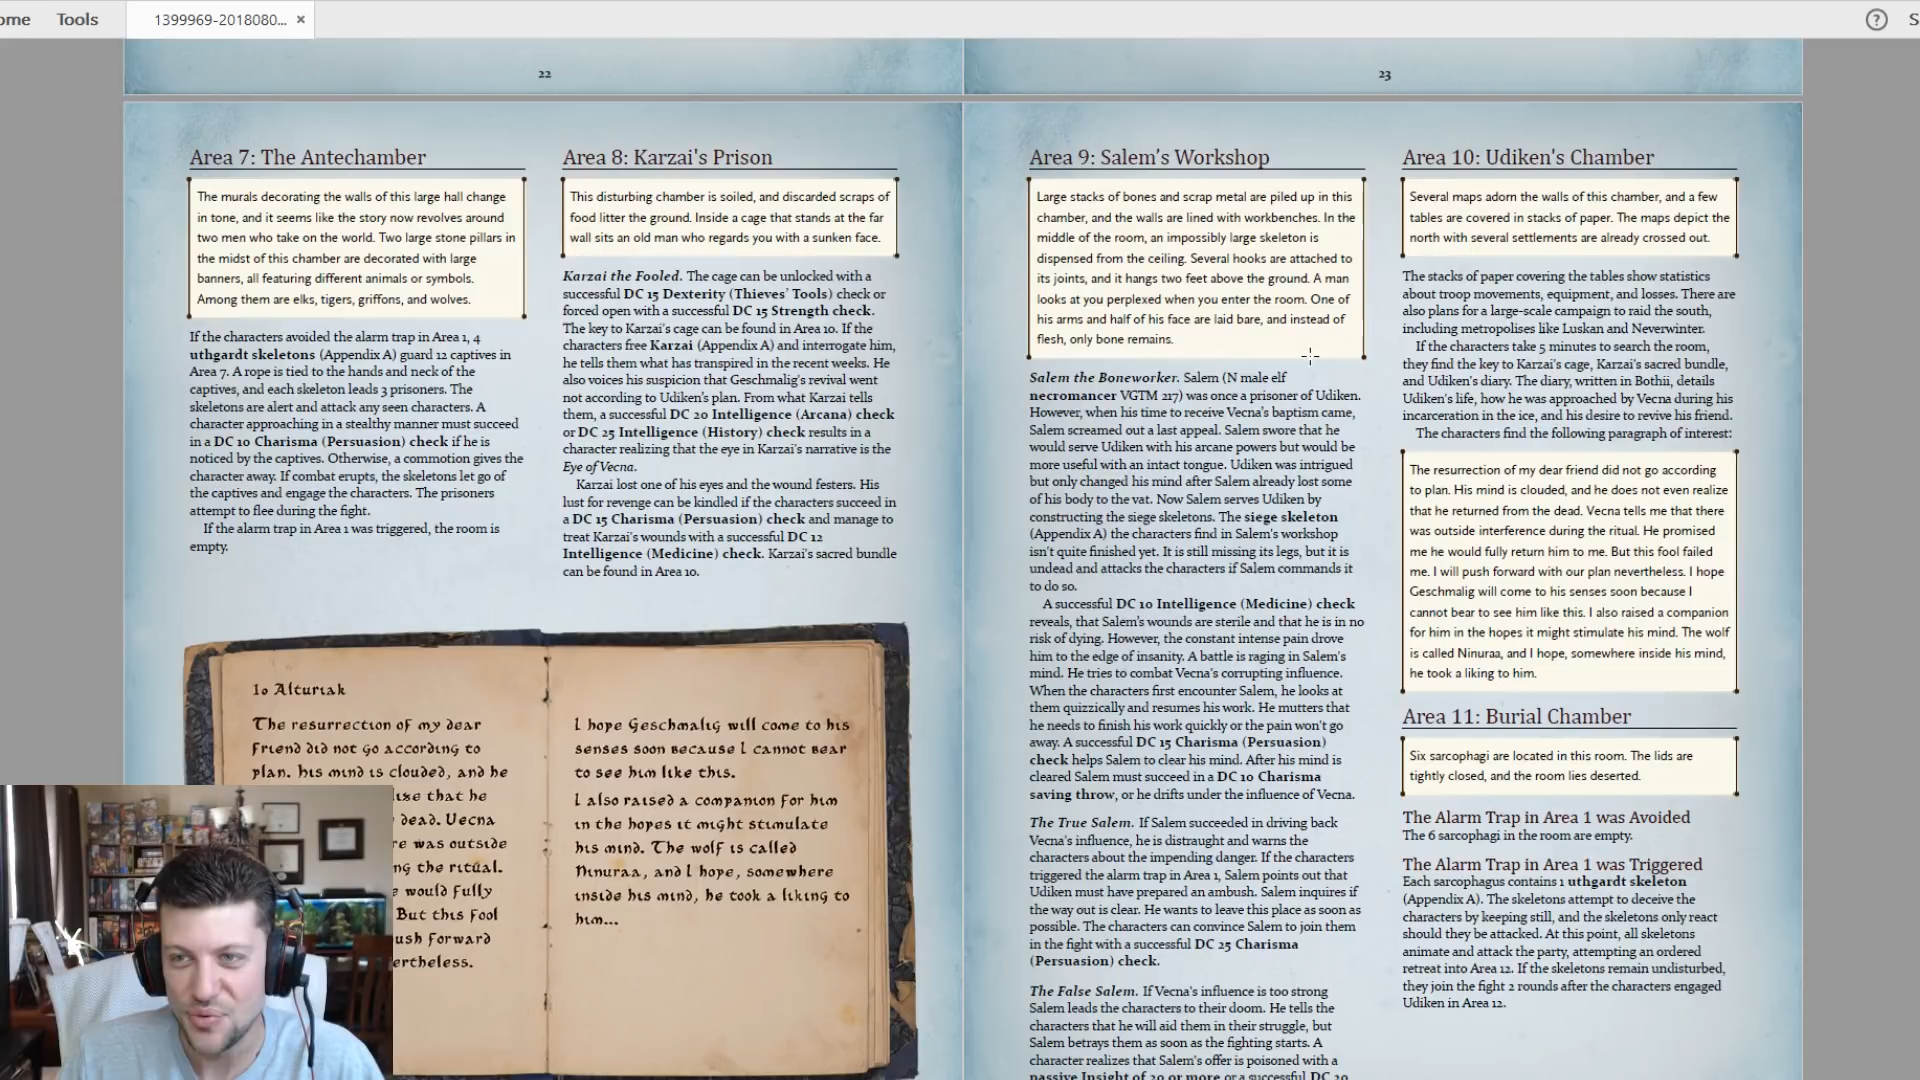 ome
Tools
1399969-2018080... ×
?
S
22
23
Area 7: The Antechamber
The murals decorating the walls of this large hall change
in tone, and it seems like the story now revolves around
two men who take on the world. Two large stone pillars in
the midst of this chamber are decorated with large
banners, all featuring different animals or symbols.
Among them are elks, tigers, griffons, and wolves.
If the characters avoided the alarm trap in Area 1, 4
uthgardt skeletons (Appendix A) guard 12 captives in
Area 7. A rope is tied to the hands and neck of the
captives, and each skeleton leads 3 prisoners. The
skeletons are alert and attack any seen characters. A
character approaching in a stealthy manner must succeed
in a DC 10 Charisma (Persuasion) check if he is
noticed by the captives. Otherwise, a commotion gives the
character away. If combat erupts, the skeletons let go of
the captives and engage the characters. The prisoners
attempt to flee during the fight.
If the alarm trap in Area 1 was triggered, the room is
empty.
Area 8: Karzai's Prison
This disturbing chamber is soiled, and discarded scraps of
food litter the ground. Inside a cage that stands at the far
wall sits an old man who regards you with a sunken face.
Karzai the Fooled. The cage can be unlocked with a
successful DC 15 Dexterity (Thieves' Tools) check or
forced open with a successful DC 15 Strength check.
The key to Karzai's cage can be found in Area 10. If the
characters free Karzai (Appendix A) and interrogate him,
he tells them what has transpired in the recent weeks. He
also voices his suspicion that Geschmalig's revival went
not according to Udiken's plan. From what Karzai tells
them, a successful DC 20 Intelligence (Arcana) check
or DC 25 Intelligence (History) check results in a
character realizing that the eye in Karzai's narrative is the
Eye of Vecna.
Karzai lost one of his eyes and the wound festers. His
lust for revenge can be kindled if the characters succeed in
a DC 15 Charisma (Persuasion) check and manage to
treat Karzai's wounds with a successful DC 12
Intelligence (Medicine) check. Karzai's sacred bundle
can be found in Area 10.
10 Alturiak
The resurrection of my dear
friend did not go according to
plan. His mind is clouded, and he
lise that he
dead. Vecna
re was outside
ng the ritual.
e would fully
But this fool
ush forward
ertheless.
I hope Geschmalig will come to his
senses soon because I cannot bear
to see him like this.
I also raised a companion for him
in the hopes it might stimulate
his mind. The wolf is called
Ninuraa, and I hope, somewhere
inside his mind, he took a liking to
him...
Area 9: Salem's Workshop
Large stacks of bones and scrap metal are piled up in this
chamber, and the walls are lined with workbenches. In the
middle of the room, an impossibly large skeleton is
dispensed from the ceiling. Several hooks are attached to
its joints, and it hangs two feet above the ground. A man
looks at you perplexed when you enter the room. One of
his arms and half of his face are laid bare, and instead of
flesh, only bone remains.
Salem the Boneworker. Salem (N male elf
necromancer VGTM 217) was once a prisoner of Udiken.
However, when his time to receive Vecna's baptism came,
Salem screamed out a last appeal. Salem swore that he
would serve Udiken with his arcane powers but would be
more useful with an intact tongue. Udiken was intrigued
but only changed his mind after Salem already lost some
of his body to the vat. Now Salem serves Udiken by
constructing the siege skeletons. The siege skeleton
(Appendix A) the characters find in Salem's workshop
isn't quite finished yet. It is still missing its legs, but it is
undead and attacks the characters if Salem commands it
to do so.
A successful DC 10 Intelligence (Medicine) check
reveals, that Salem's wounds are sterile and that he is in no
risk of dying. However, the constant intense pain drove
him to the edge of insanity. A battle is raging in Salem's
mind. He tries to combat Vecna's corrupting influence.
When the characters first encounter Salem, he looks at
them quizzically and resumes his work. He mutters that
he needs to finish his work quickly or the pain won't go
away. A successful DC 15 Charisma (Persuasion)
check helps Salem to clear his mind. After his mind is
cleared Salem must succeed in a DC 10 Charisma
saving throw, or he drifts under the influence of Vecna.
The True Salem. If Salem succeeded in driving back
Vecna's influence, he is distraught and warns the
characters about the impending danger. If the characters
triggered the alarm trap in Area 1, Salem points out that
Udiken must have prepared an ambush. Salem inquires if
the way out is clear. He wants to leave this place as soon as
possible. The characters can convince Salem to join them
in the fight with a successful DC 25 Charisma
(Persuasion) check.
The False Salem. If Vecna's influence is too strong
Salem leads the characters to their doom. He tells the
characters that he will aid them in their struggle, but
Salem betrays them as soon as the fighting starts. A
character realizes that Salem's offer is poisoned with a
passive Insight of 20 or more or a successful DC 20
Area 10: Udiken's Chamber
Several maps adorn the walls of this chamber, and a few
tables are covered in stacks of paper. The maps depict the
north with several settlements are already crossed out.
The stacks of paper covering the tables show statistics
about troop movements, equipment, and losses. There are
also plans for a large-scale campaign to raid the south,
including metropolises like Luskan and Neverwinter.
If the characters take 5 minutes to search the room,
they find the key to Karzai's cage, Karzai's sacred bundle,
and Udiken's diary. The diary, written in Bothii, details
Udiken's life, how he was approached by Vecna during his
incarceration in the ice, and his desire to revive his friend.
The characters find the following paragraph of interest:
The resurrection of my dear friend did not go according
to plan. His mind is clouded, and he does not even realize
that he returned from the dead. Vecna tells me that there
was outside interference during the ritual. He promised
me he would fully return him to me. But this fool failed
me. I will push forward with our plan nevertheless. I hope
Geschmalig will come to his senses soon because I
cannot bear to see him like this. I also raised a companion
for him in the hopes it might stimulate his mind. The wolf
is called Ninuraa, and I hope, somewhere inside his mind,
he took a liking to him.
Area 11: Burial Chamber
Six sarcophagi are located in this room. The lids are
tightly closed, and the room lies deserted.
The Alarm Trap in Area 1 was Avoided
The 6 sarcophagi in the room are empty.
The Alarm Trap in Area 1 was Triggered
Each sarcophagus contains 1 uthgardt skeleton
(Appendix A). The skeletons attempt to deceive the
characters by keeping still, and the skeletons only react
should they be attacked. At this point, all skeletons
animate and attack the party, attempting an ordered
retreat into Area 12. If the skeletons remain undisturbed,
they join the fight 2 rounds after the characters engaged
Udiken in Area 12.